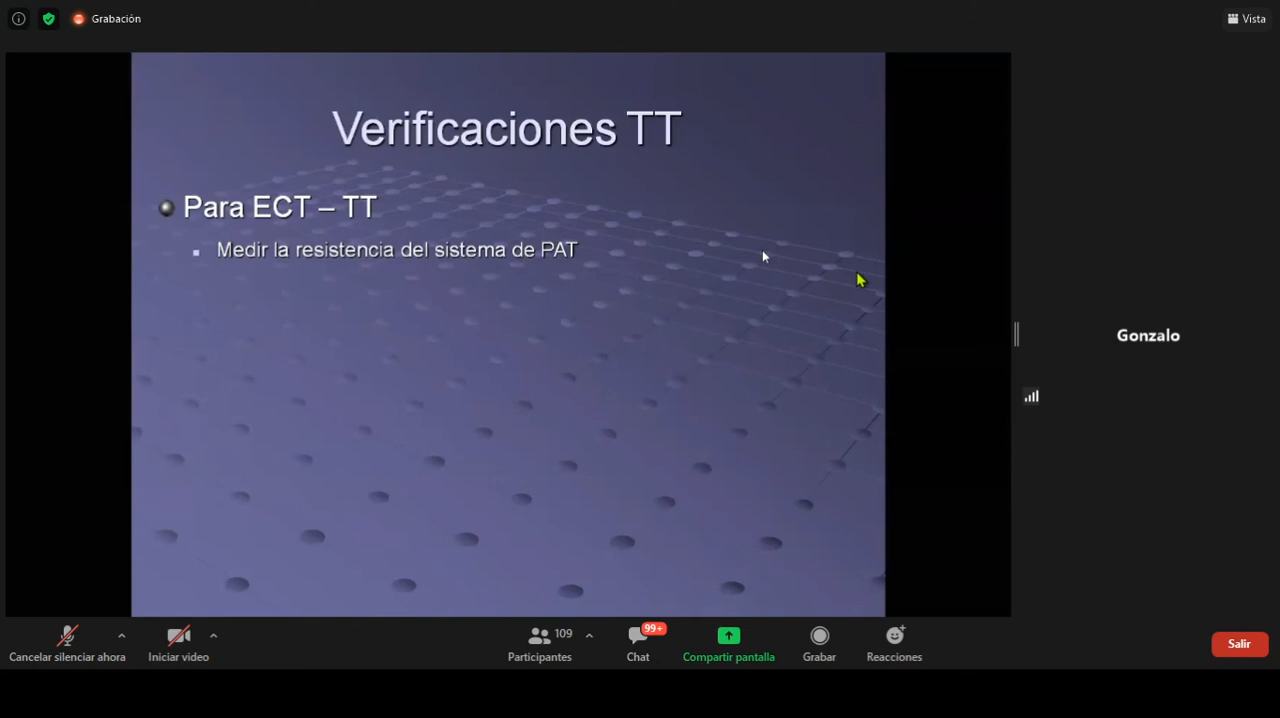 Grabación
Vista
Verificaciones TT
Para ECT – TT
Medir la resistencia del sistema de PAT
Gonzalo
Cancelar silenciar ahora
Iniciar video
109
Participantes
99+
Chat
Compartir pantalla
Grabar
Reacciones
Salir